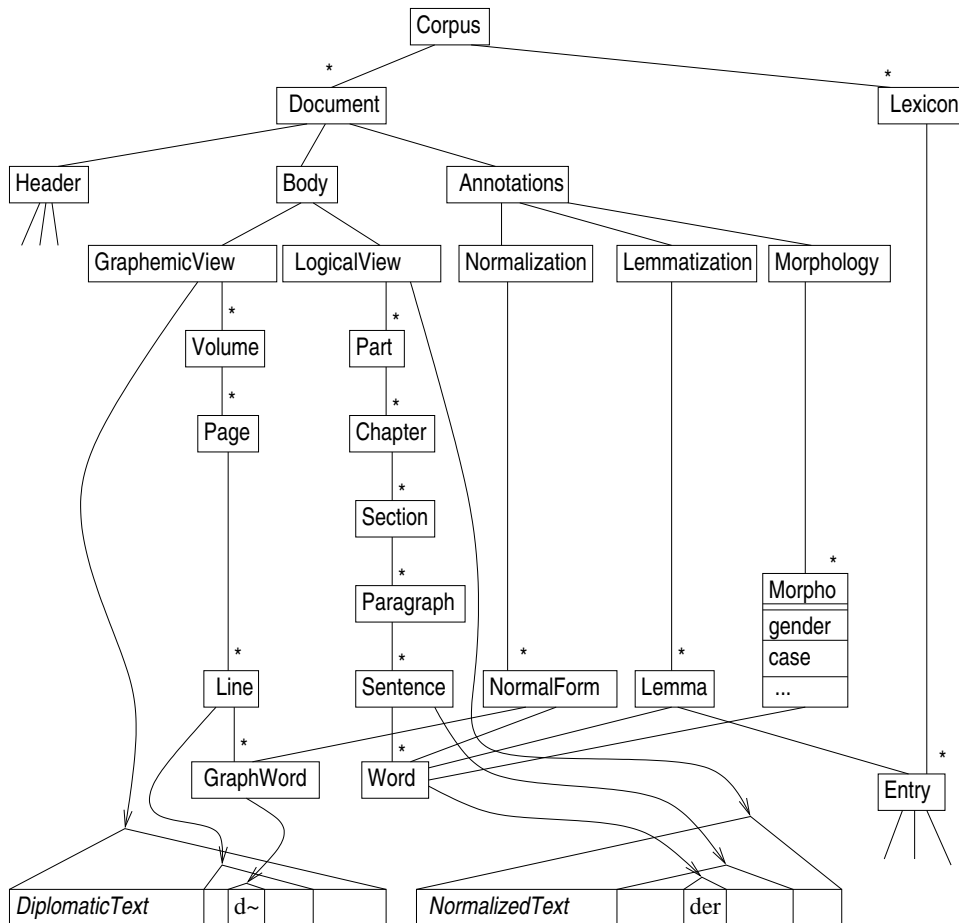 Corpus
*
*
Document
Lexicon
Header
Body
Annotations
GraphemicView
LogicalView
Normalization
Lemmatization
Morphology
*
*
Volume
Part
*
*
Page
Chapter
*
Section
*
*
Paragraph
Morpho
gender
*
*
*
*
case
Line
Sentence
NormalForm
Lemma
...
*
*
*
GraphWord
Word
Entry
DiplomaticText
d~
NormalizedText
der